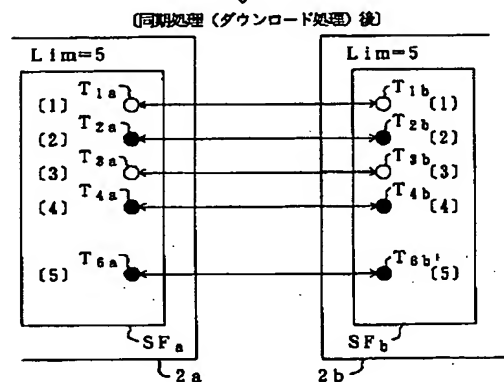 〔同期処理（ダウンロード処理）後〕
Lim=5 Lim=5
[1] T1a T1b [1]
[2] T2a T2b [2]
[3] T3a T3b [3]
[4] T4a T4b [4]
[5] T6a T6b' [5]
SFa SFb
2a 2b